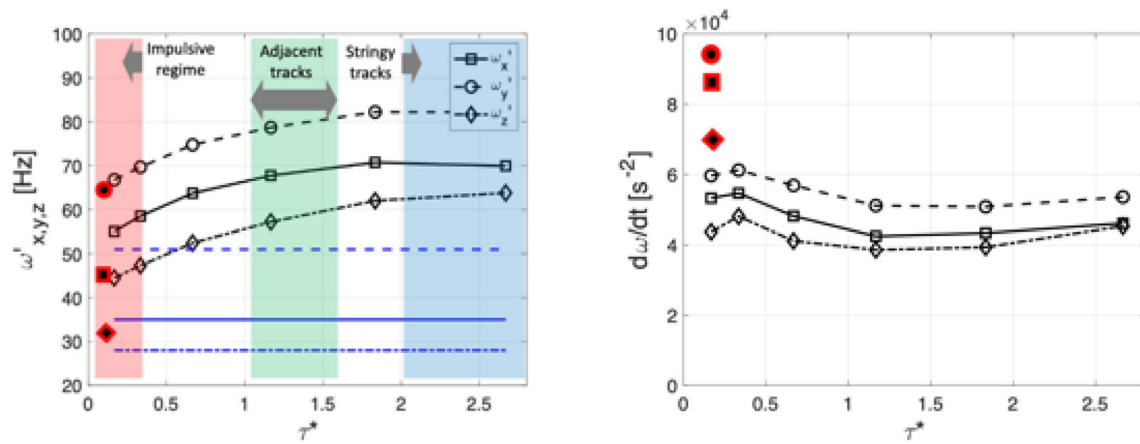 100
90
80
70
60
50
40
30
20
ω'x,y,z [Hz]
Impulsive
regime
Adjacent
tracks
Stringy
tracks
ωx'
ωy'
ωz'
0 0.5 1 1.5 2 2.5
τ*
×10⁴
10
8
6
4
2
0
dω/dt [s⁻²]
0 0.5 1 1.5 2 2.5
τ*